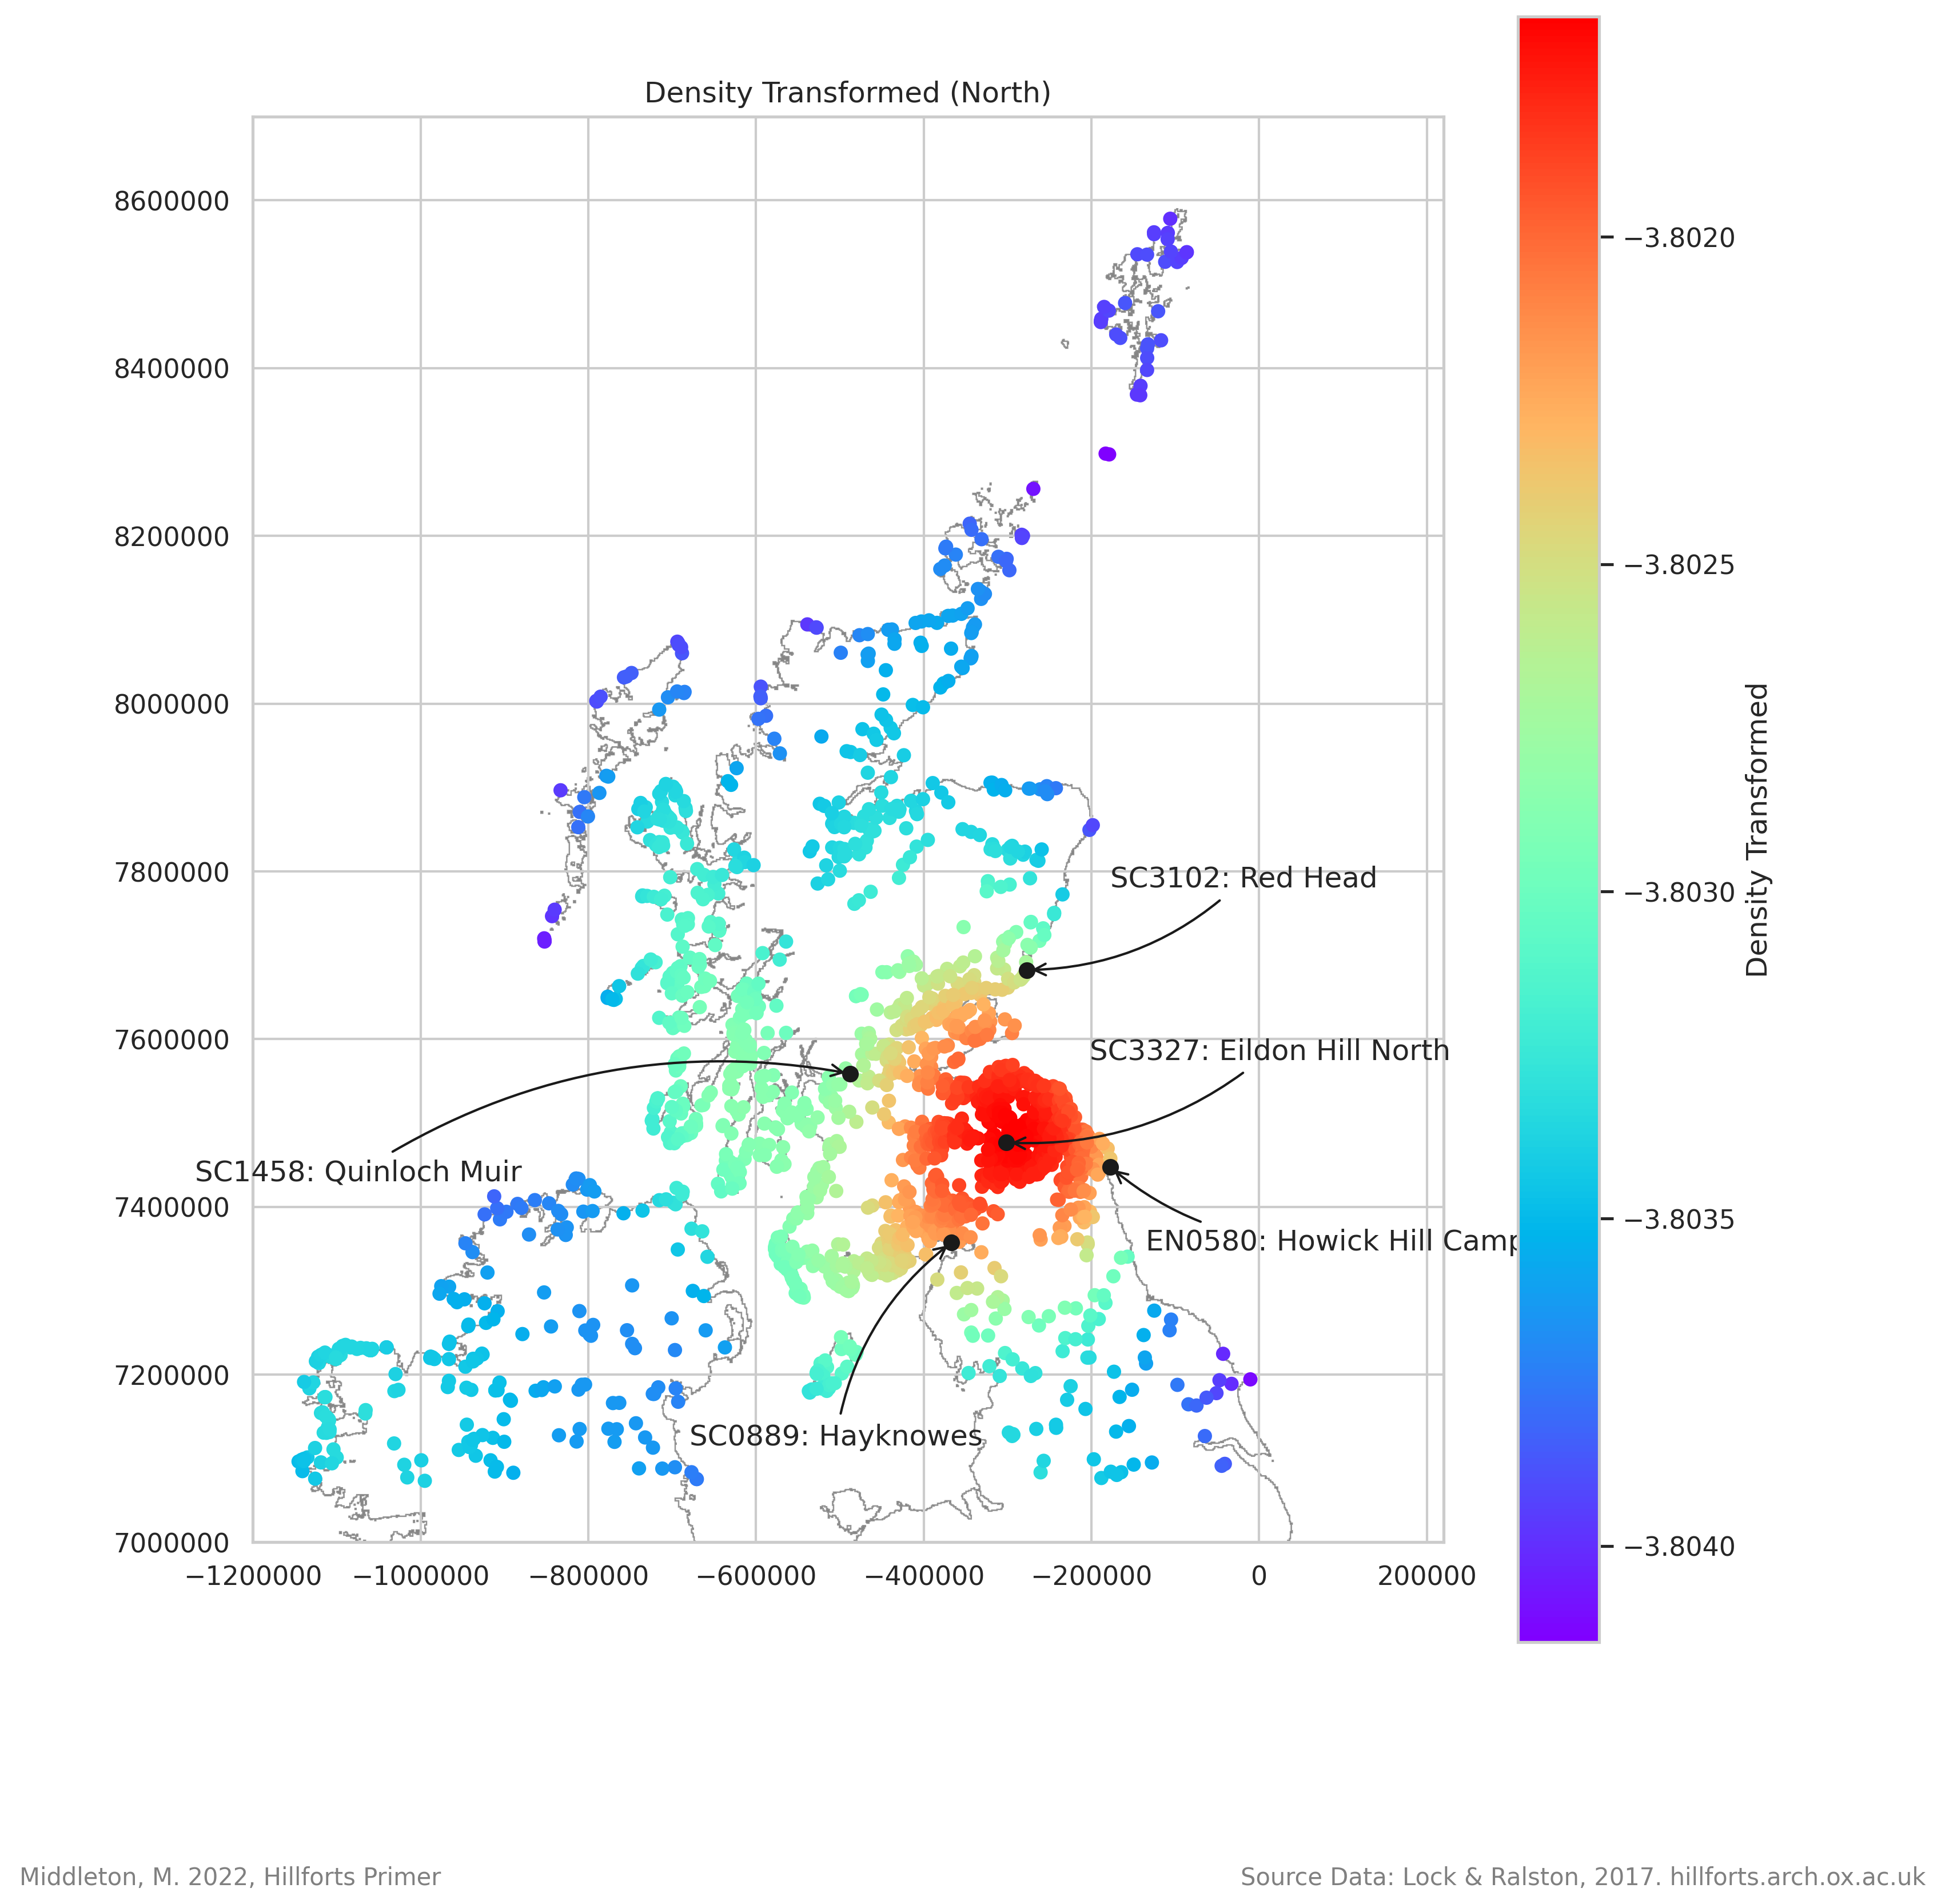 Density Transformed (North)
8600000
8400000
8200000
8000000
7800000
7600000
7400000
7200000
7000000
−1200000
−1000000
−800000
−600000
−400000
−200000
0
200000
SC3102: Red Head
SC3327: Eildon Hill North
SC1458: Quinloch Muir
EN0580: Howick Hill Camp
SC0889: Hayknowes
−3.8020
−3.8025
−3.8030
−3.8035
−3.8040
Density Transformed
Middleton, M. 2022, Hillforts Primer
Source Data: Lock & Ralston, 2017. hillforts.arch.ox.ac.uk